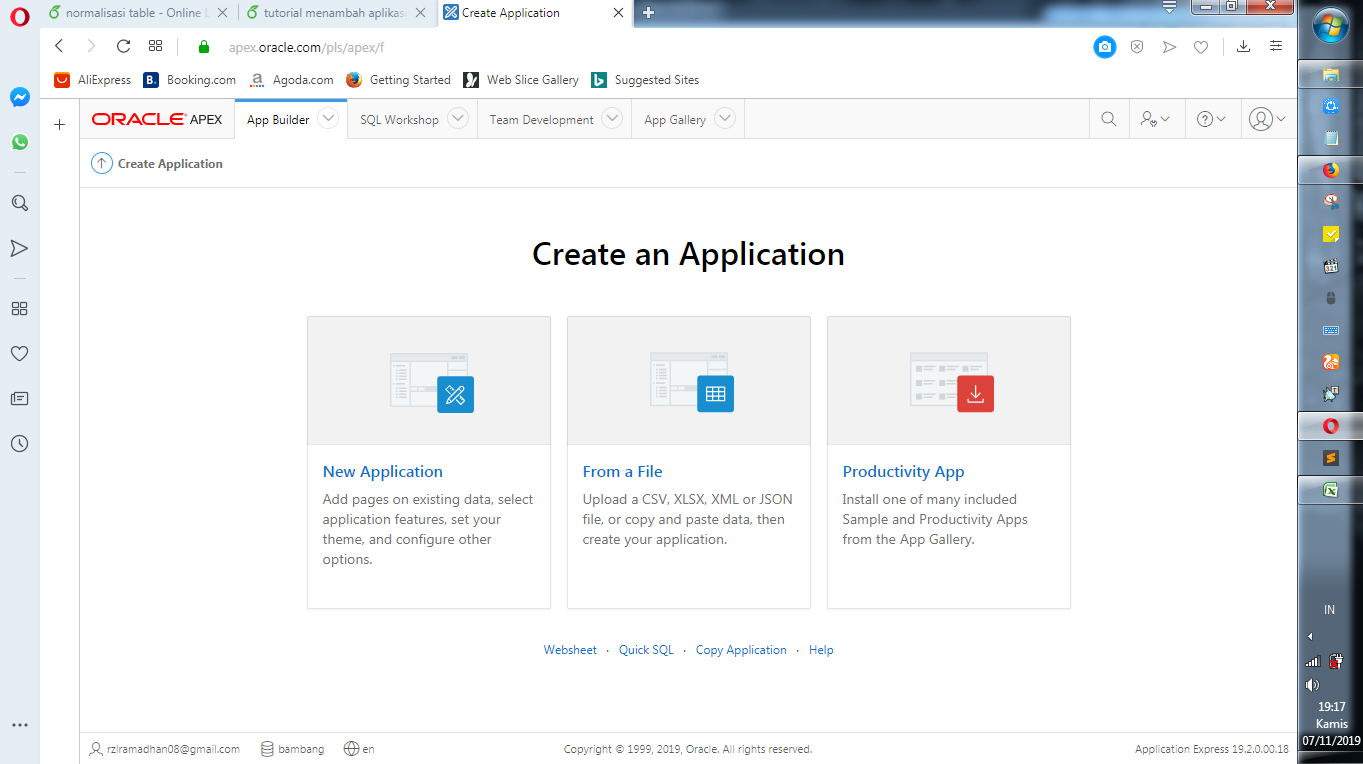 normalisasi table - Online L
tutorial menambah aplikasi
Create Application
apex.oracle.com/pls/apex/f
AliExpress
Booking.com
Agoda.com
Getting Started
Web Slice Gallery
Suggested Sites
ORACLE APEX
App Builder
SQL Workshop
Team Development
App Gallery
Create Application
Create an Application
New Application
Add pages on existing data, select
application features, set your
theme, and configure other
options.
From a File
Upload a CSV, XLSX, XML or JSON
file, or copy and paste data, then
create your application.
Productivity App
Install one of many included
Sample and Productivity Apps
from the App Gallery.
Websheet · Quick SQL · Copy Application · Help
rzlramadhan08@gmail.com
bambang
en
Copyright © 1999, 2019, Oracle. All rights reserved.
Application Express 19.2.0.00.18
IN
19:17
Kamis
07/11/2019